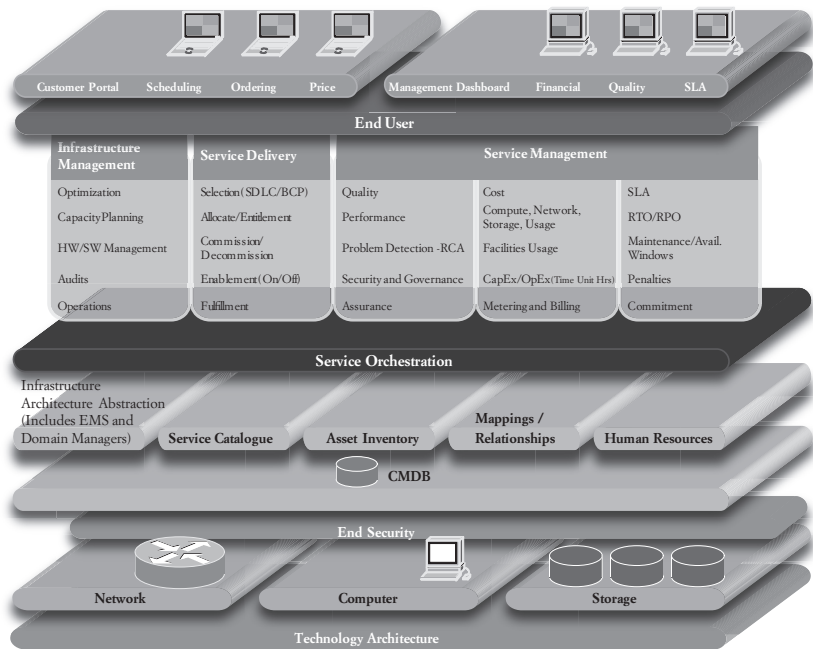 Customer Portal Scheduling Ordering Price
Management Dashboard Financial Quality SLA
End User
Infrastructure
Management
Service Delivery
Service Management
Optimization
Capacity Planning
HW/SW Management
Audits
Operations
Selection (SDLC/BCP)
Allocate/Entitlement
Commission/
Decommission
Enablement (On/Off)
Fulfillment
Quality
Performance
Problem Detection -RCA
Security and Governance
Assurance
Cost
Compute, Network,
Storage, Usage
Facilities Usage
CapEx/OpEx (Time Unit Hrs)
Metering and Billing
SLA
RTO/RPO
Maintenance/Avail.
Windows
Penalties
Commitment
Service Orchestration
Infrastructure
Architecture Abstraction
(Includes EMS and
Domain Managers)
Service Catalogue
Asset Inventory
Mappings /
Relationships
Human Resources
CMDB
End Security
Network
Computer
Storage
Technology Architecture